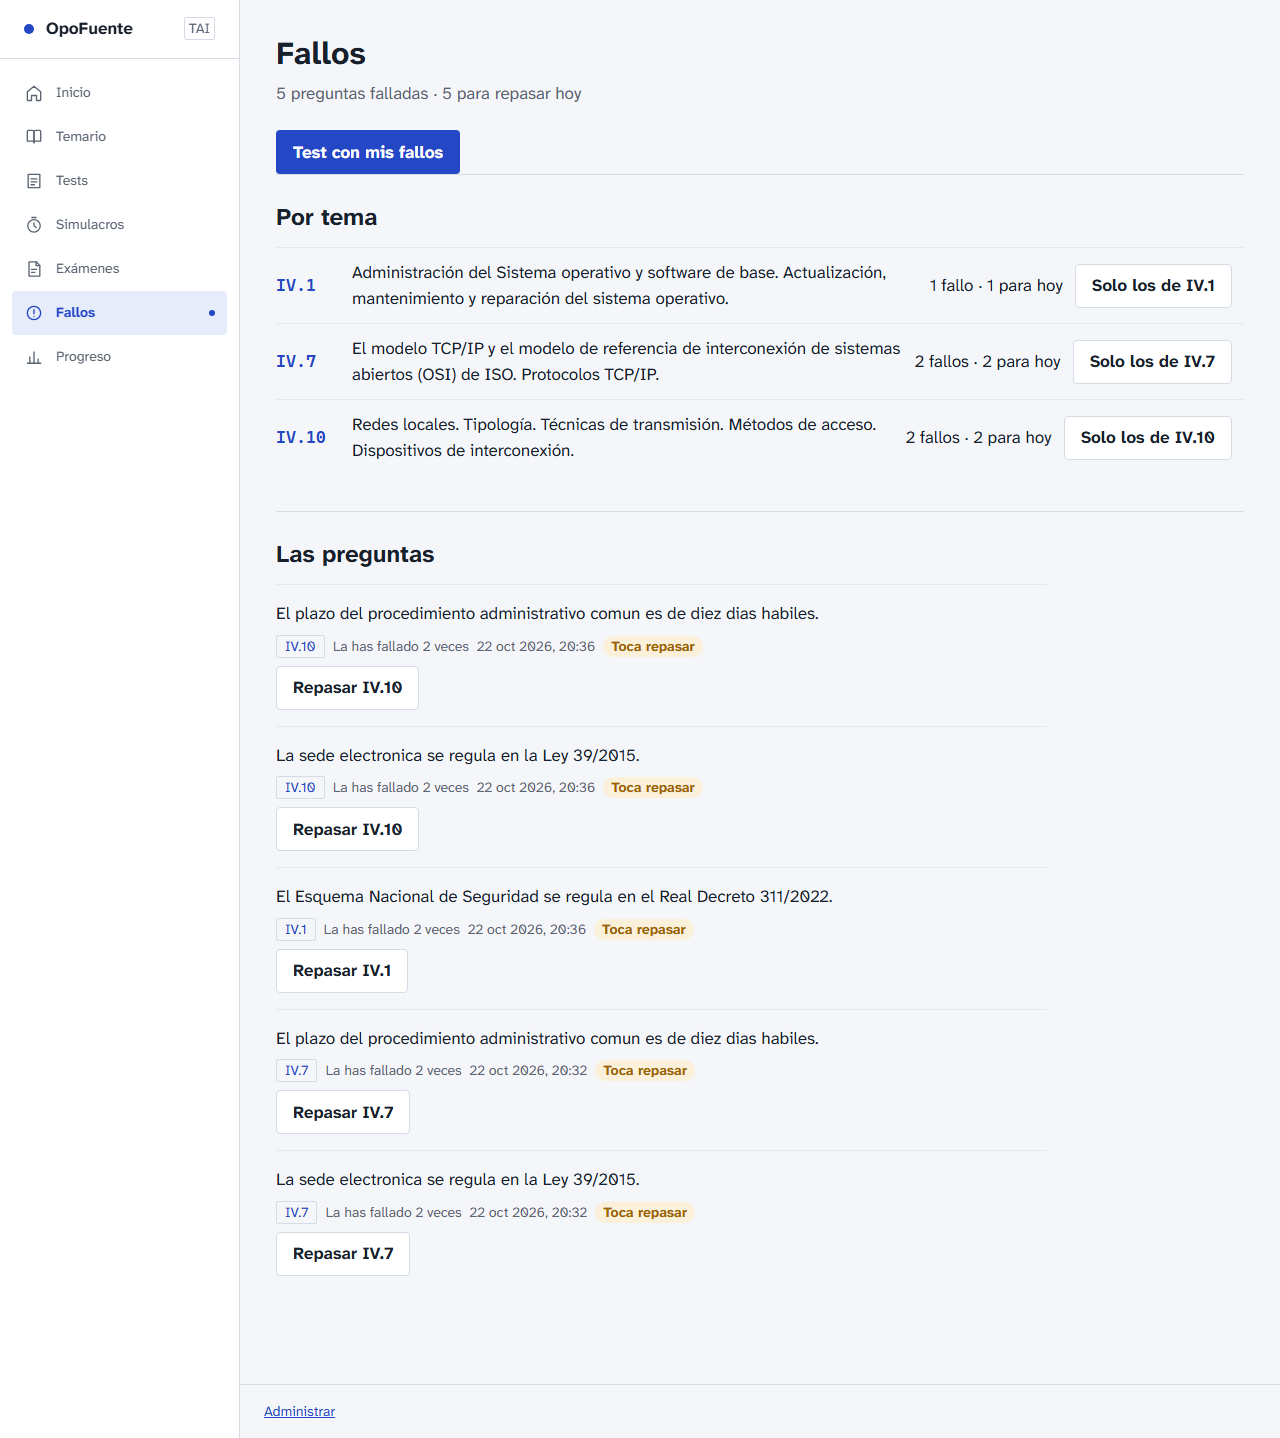 OpoFuente TAI
Inicio
Temario
Tests
Simulacros
Exámenes
Fallos
Progreso
Fallos
5 preguntas falladas · 5 para repasar hoy
Test con mis fallos
Por tema
IV.1
Administración del Sistema operativo y software de base. Actualización,
mantenimiento y reparación del sistema operativo.
1 fallo · 1 para hoy
Solo los de IV.1
IV.7
El modelo TCP/IP y el modelo de referencia de interconexión de sistemas
abiertos (OSI) de ISO. Protocolos TCP/IP.
2 fallos · 2 para hoy
Solo los de IV.7
IV.10
Redes locales. Tipología. Técnicas de transmisión. Métodos de acceso.
Dispositivos de interconexión.
2 fallos · 2 para hoy
Solo los de IV.10
Las preguntas
El plazo del procedimiento administrativo comun es de diez dias habiles.
IV.10 La has fallado 2 veces 22 oct 2026, 20:36 Toca repasar
Repasar IV.10
La sede electronica se regula en la Ley 39/2015.
IV.10 La has fallado 2 veces 22 oct 2026, 20:36 Toca repasar
Repasar IV.10
El Esquema Nacional de Seguridad se regula en el Real Decreto 311/2022.
IV.1 La has fallado 2 veces 22 oct 2026, 20:36 Toca repasar
Repasar IV.1
El plazo del procedimiento administrativo comun es de diez dias habiles.
IV.7 La has fallado 2 veces 22 oct 2026, 20:32 Toca repasar
Repasar IV.7
La sede electronica se regula en la Ley 39/2015.
IV.7 La has fallado 2 veces 22 oct 2026, 20:32 Toca repasar
Repasar IV.7
Administrar